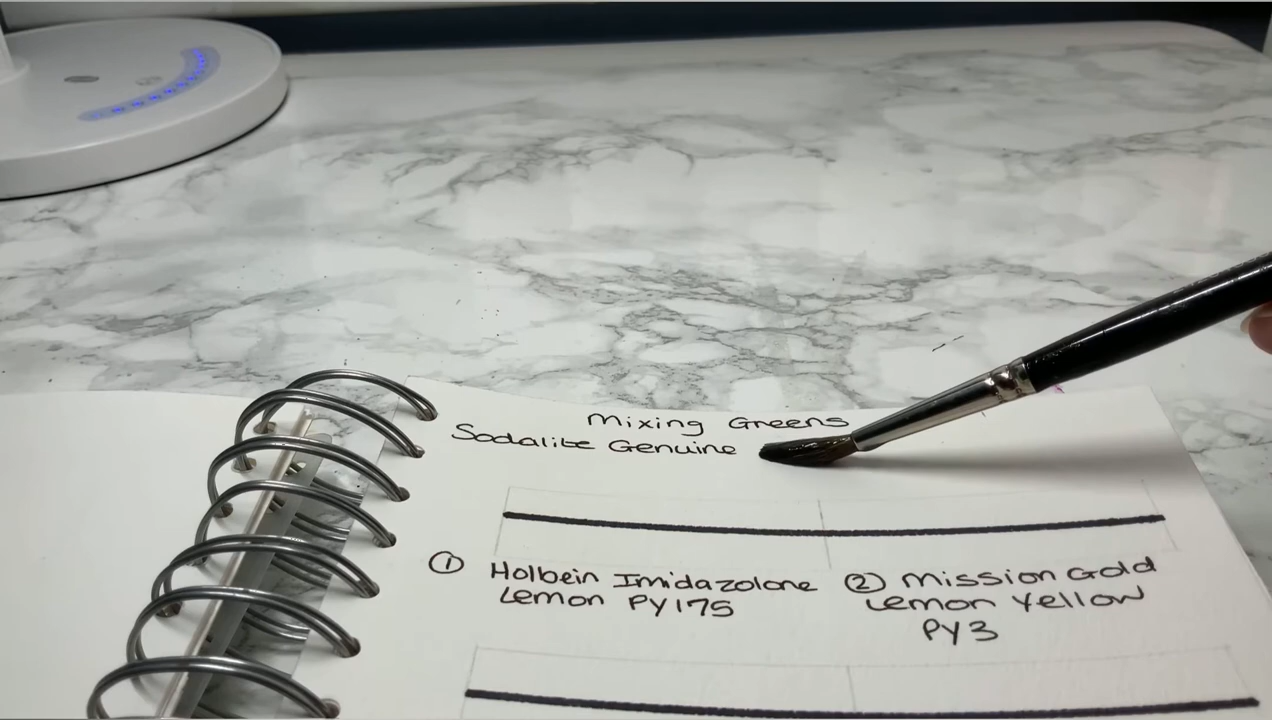 Mixing Greens
Sodalite Genuine
① Holbein Imidazolone
Lemon PY175
② Mission Gold
Lemon Yellow
PY3